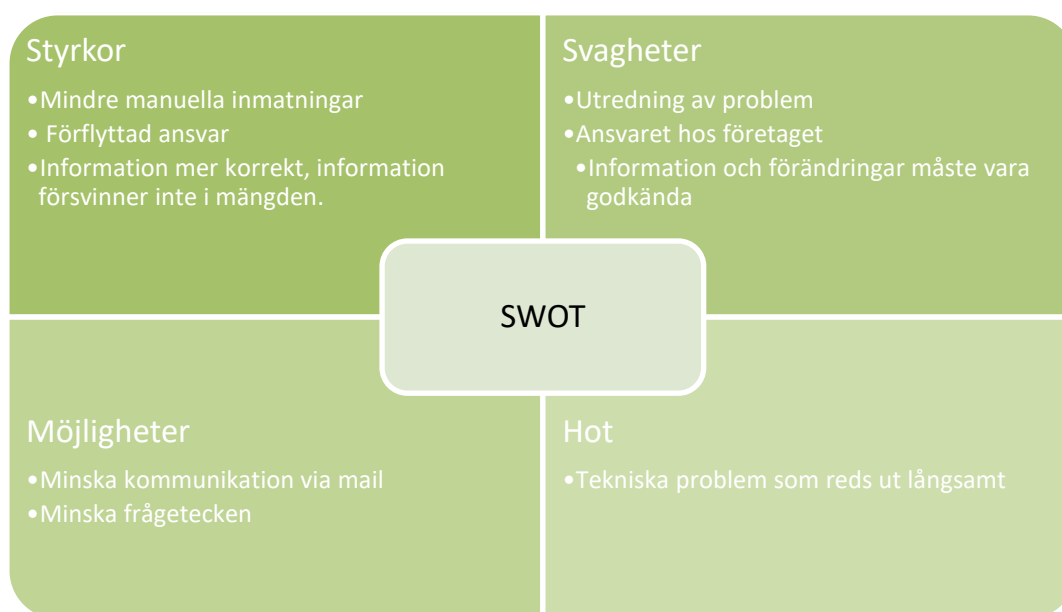 Styrkor
•Mindre manuella inmatningar
• Förflyttad ansvar
•Information mer korrekt, information
försvinner inte i mängden.
Svagheter
•Utredning av problem
•Ansvaret hos företaget
•Information och förändringar måste vara
godkända
SWOT
Möjligheter
•Minska kommunikation via mail
•Minska frågetecken
Hot
•Tekniska problem som reds ut långsamt